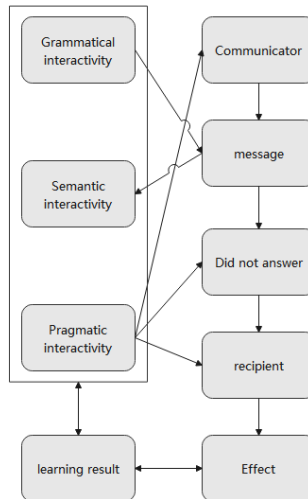 Grammatical
interactivity
Communicator
message
Semantic
interactivity
Did not answer
Pragmatic
interactivity
recipient
learning result
Effect